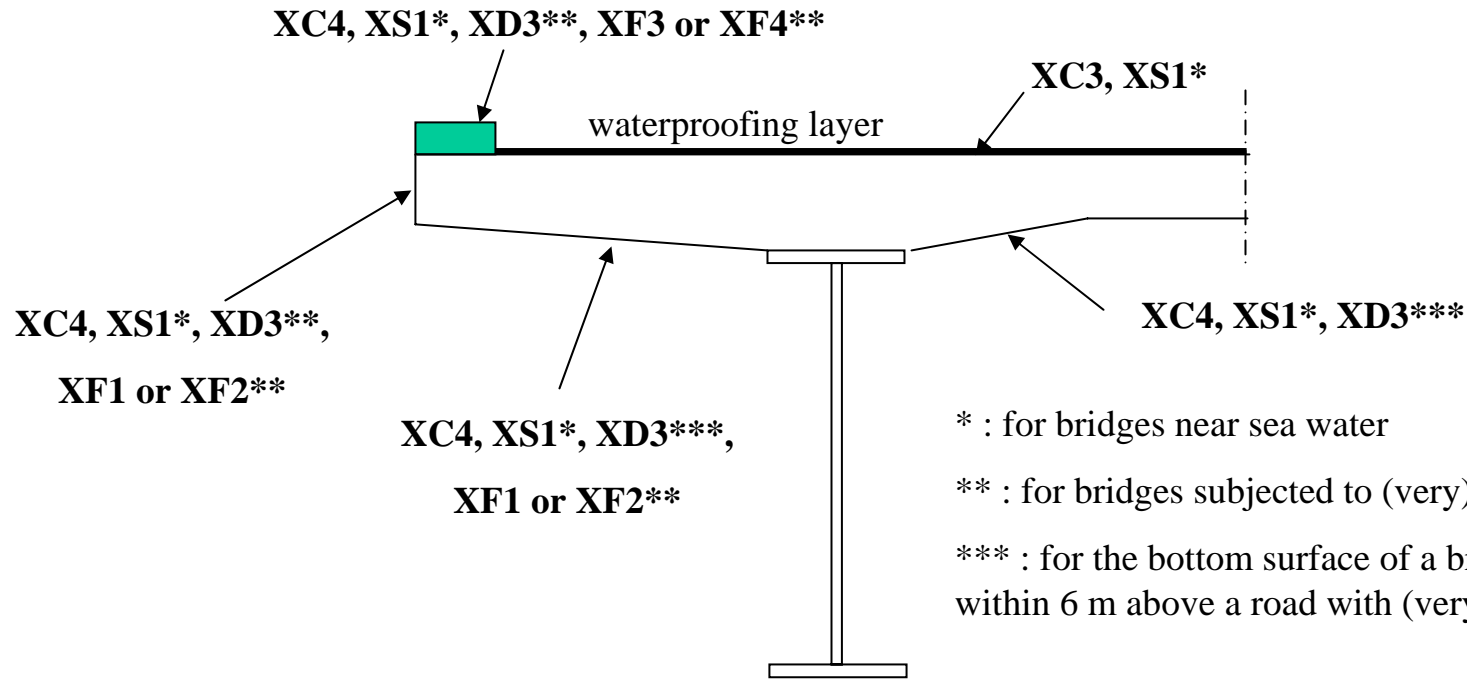 XC4, XS1*, XD3**, XF3 or XF4**
XC3, XS1*
waterproofing layer
XC4, XS1*, XD3**,
XF1 or XF2**
XC4, XS1*, XD3***,
XF1 or XF2**
XC4, XS1*, XD3***
* : for bridges near sea water
** : for bridges subjected to (very)
*** : for the bottom surface of a
within 6 m above a road with